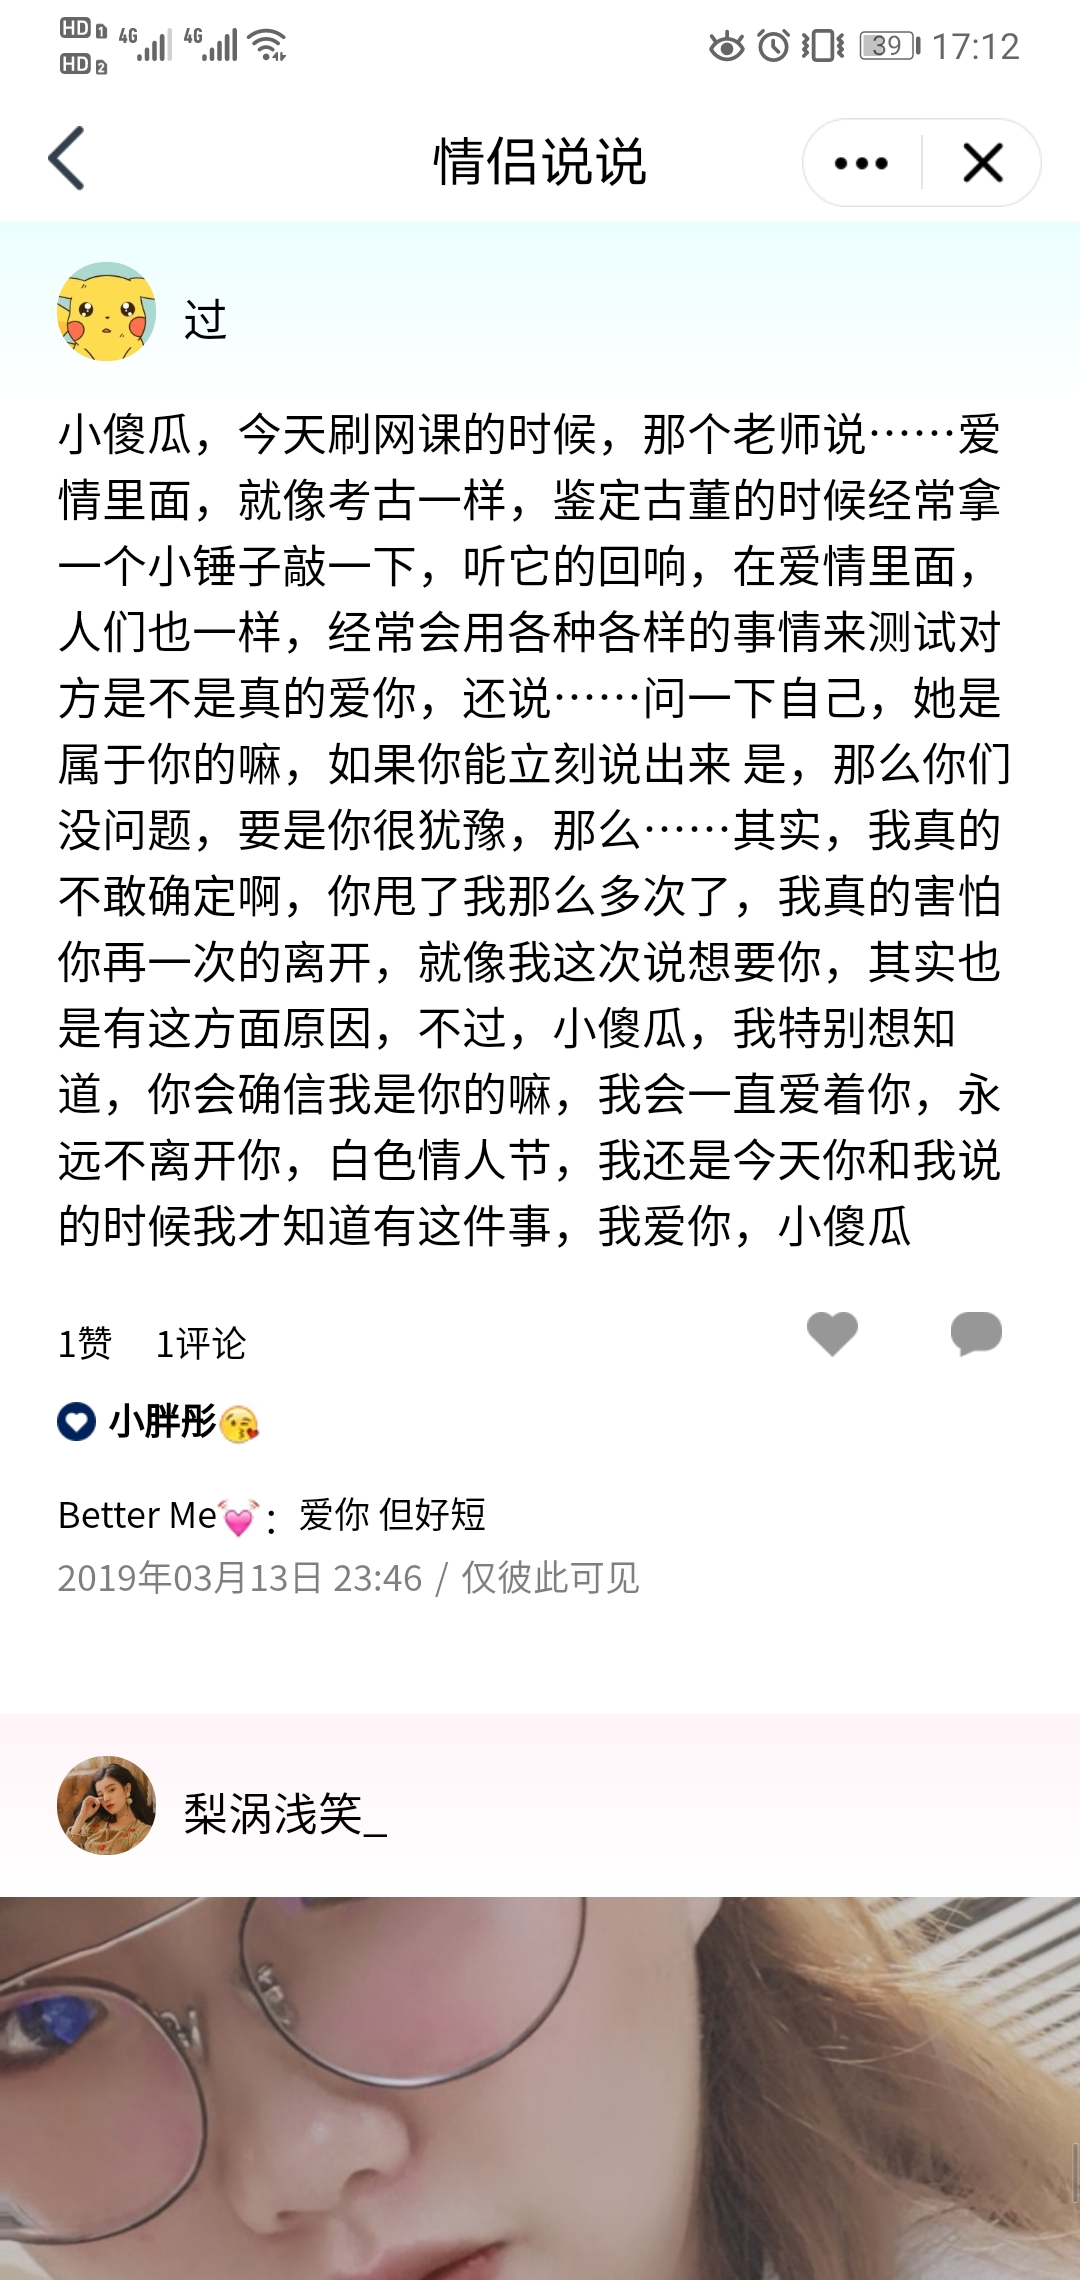 HD 1 4G 4G 39 17:12
HD 2
情侣说说
过
小傻瓜，今天刷网课的时候，那个老师说……爱
情里面，就像考古一样，鉴定古董的时候经常拿
一个小锤子敲一下，听它的回响，在爱情里面，
人们也一样，经常会用各种各样的事情来测试对
方是不是真的爱你，还说……问一下自己，她是
属于你的嘛，如果你能立刻说出来 是，那么你们
没问题，要是你很犹豫，那么……其实，我真的
不敢确定啊，你甩了我那么多次了，我真的害怕
你再一次的离开，就像我这次说想要你，其实也
是有这方面原因，不过，小傻瓜，我特别想知
道，你会确信我是你的嘛，我会一直爱着你，永
远不离开你，白色情人节，我还是今天你和我说
的时候我才知道有这件事，我爱你，小傻瓜
1赞 1评论
小胖彤😘
Better Me💓：爱你 但好短
2019年03月13日 23:46 / 仅彼此可见
梨涡浅笑_